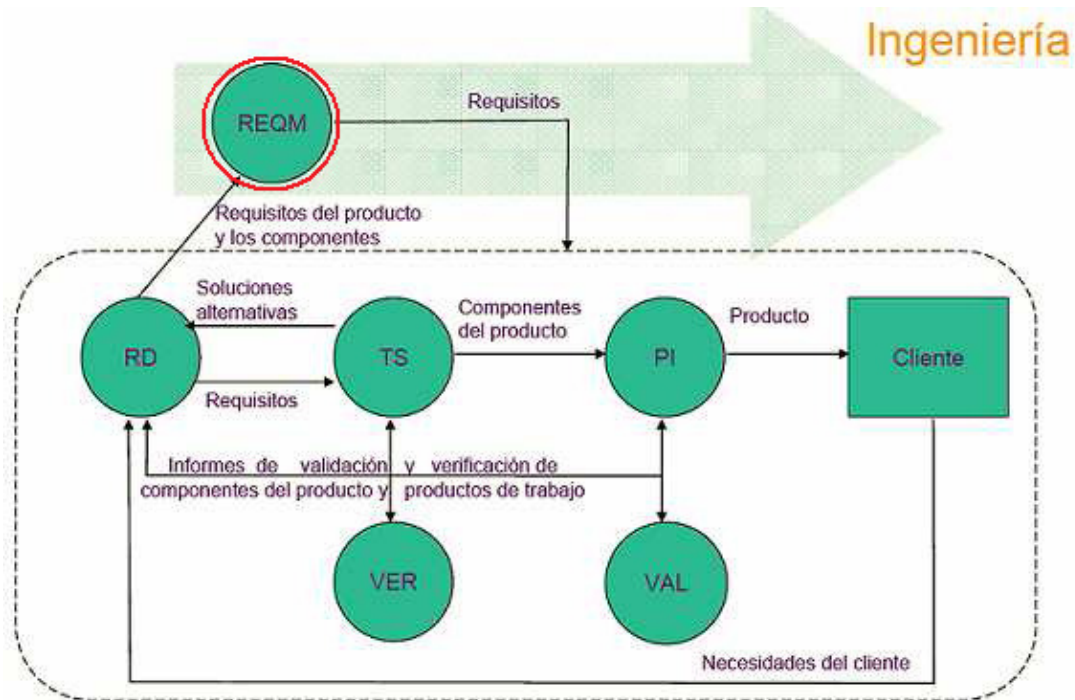 Ingeniería
REQM
Requisitos
Requisitos del producto
y los componentes
Soluciones
alternativas
Componentes
del producto
Producto
RD
TS
PI
Cliente
Requisitos
Informes de validación y verificación de
componentes del producto y productos de trabajo
VER
VAL
Necesidades del cliente